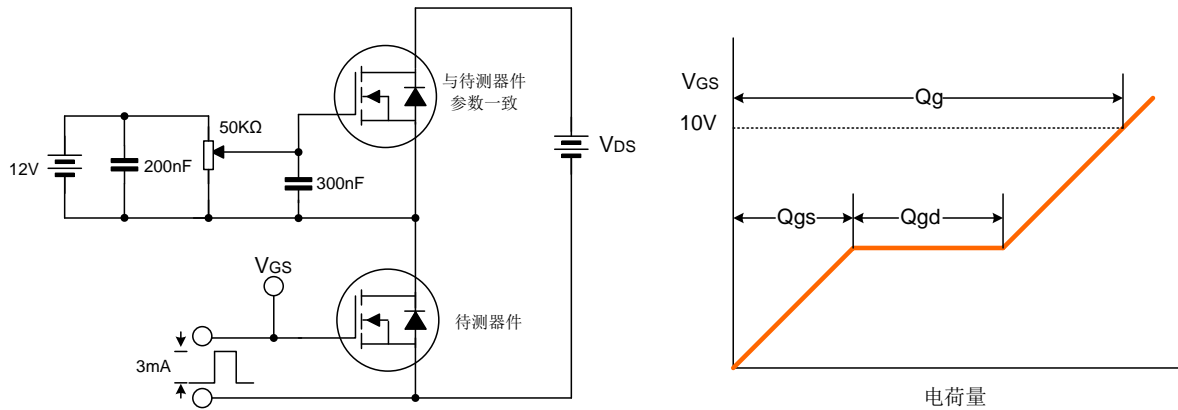 与待测器件
参数一致
50KΩ
12V
200nF
300nF
VDS
VGS
待测器件
3mA
VGS
10V
Qg
Qgs
Qgd
电荷量